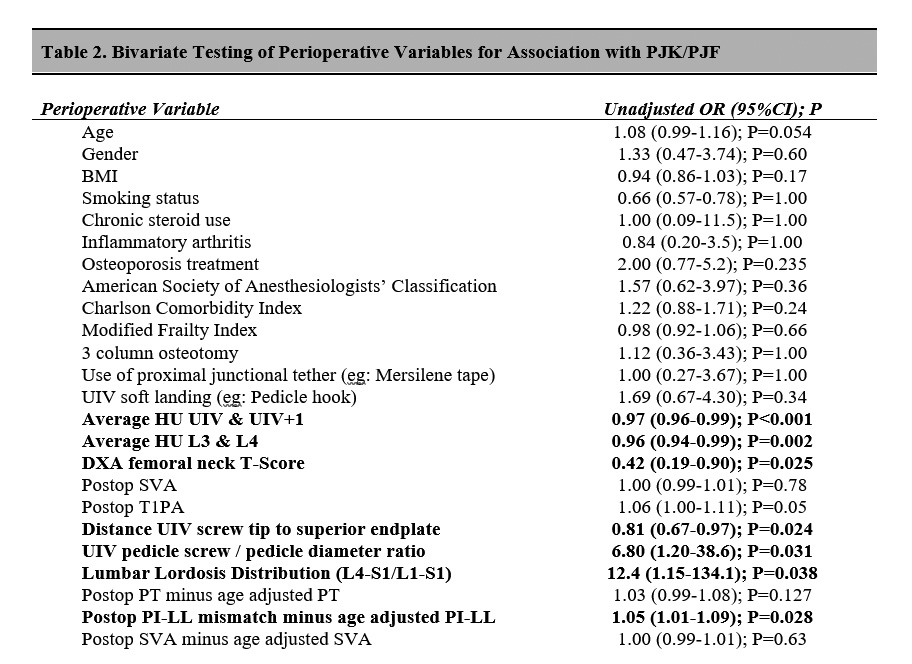 Table 2. Bivariate Testing of Perioperative Variables for Association with PJK/PJF
Perioperative Variable Unadjusted OR (95%CI); P
Age 1.08 (0.99-1.16); P=0.054
Gender 1.33 (0.47-3.74); P=0.60
BMI 0.94 (0.86-1.03); P=0.17
Smoking status 0.66 (0.57-0.78); P=1.00
Chronic steroid use 1.00 (0.09-11.5); P=1.00
Inflammatory arthritis 0.84 (0.20-3.5); P=1.00
Osteoporosis treatment 2.00 (0.77-5.2); P=0.235
American Society of Anesthesiologists’ Classification 1.57 (0.62-3.97); P=0.36
Charlson Comorbidity Index 1.22 (0.88-1.71); P=0.24
Modified Frailty Index 0.98 (0.92-1.06); P=0.66
3 column osteotomy 1.12 (0.36-3.43); P=1.00
Use of proximal junctional tether (eg: Mersilene tape) 1.00 (0.27-3.67); P=1.00
UIV soft landing (eg: Pedicle hook) 1.69 (0.67-4.30); P=0.34
Average HU UIV & UIV+1 0.97 (0.96-0.99); P<0.001
Average HU L3 & L4 0.96 (0.94-0.99); P=0.002
DXA femoral neck T-Score 0.42 (0.19-0.90); P=0.025
Postop SVA 1.00 (0.99-1.01); P=0.78
Postop T1PA 1.06 (1.00-1.11); P=0.05
Distance UIV screw tip to superior endplate 0.81 (0.67-0.97); P=0.024
UIV pedicle screw / pedicle diameter ratio 6.80 (1.20-38.6); P=0.031
Lumbar Lordosis Distribution (L4-S1/L1-S1) 12.4 (1.15-134.1); P=0.038
Postop PT minus age adjusted PT 1.03 (0.99-1.08); P=0.127
Postop PI-LL mismatch minus age adjusted PI-LL 1.05 (1.01-1.09); P=0.028
Postop SVA minus age adjusted SVA 1.00 (0.99-1.01); P=0.63